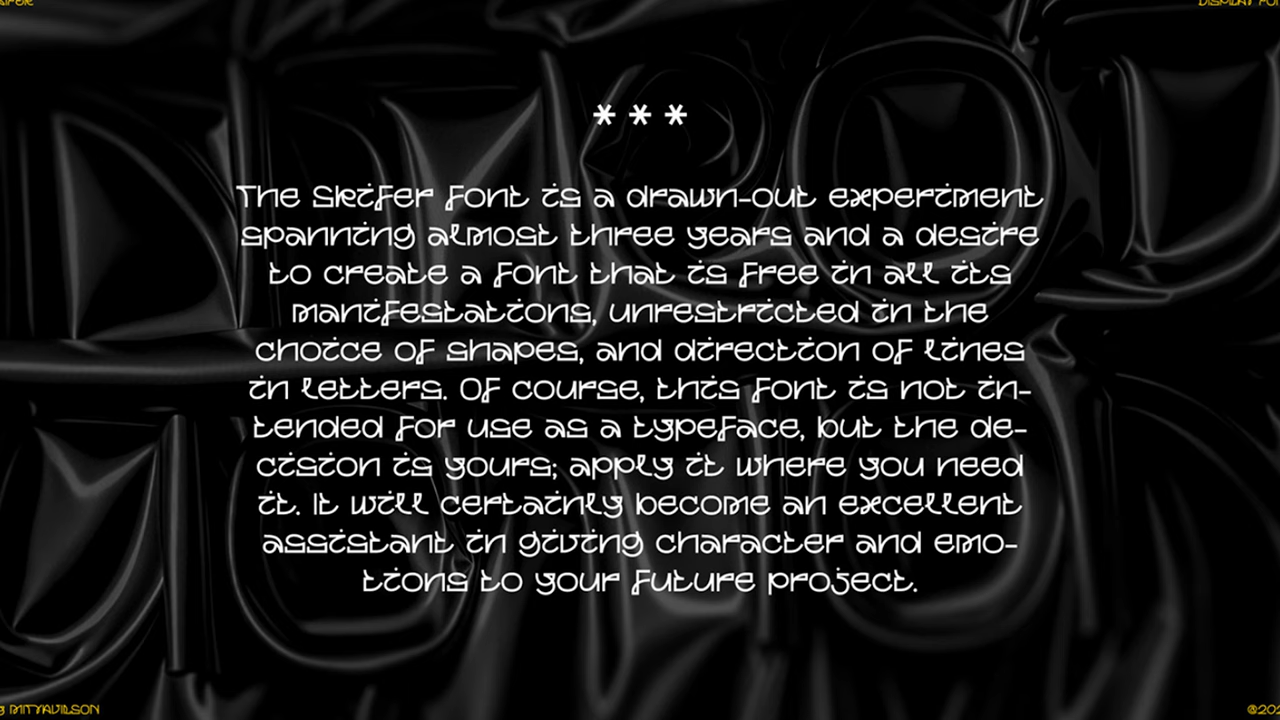 * * *
The Skifer font is a drawn-out experiment
spanning almost three years and a desire
to create a font that is free in all its
manifestations, unrestricted in the
choice of shapes, and direction of lines
in letters. Of course, this font is not in-
tended for use as a typeface, but the de-
cision is yours; apply it where you need
it. It will certainly become an excellent
assistant in giving character and emo-
tions to your future project.
MITYAVILSON